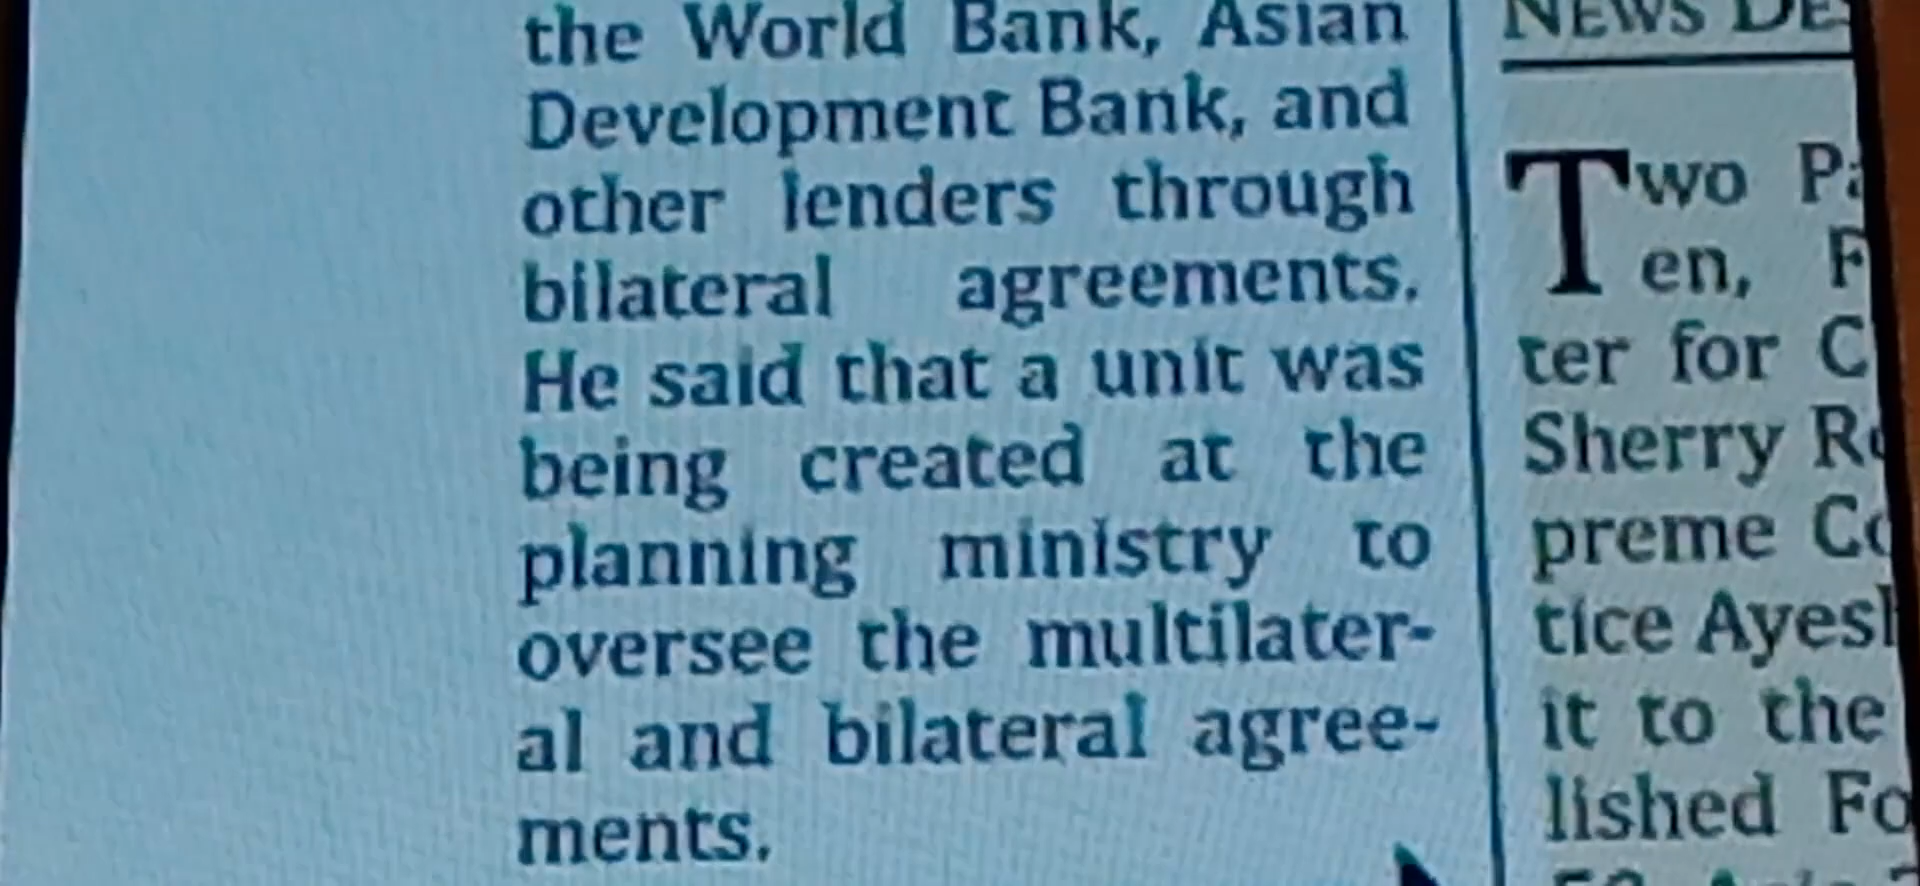 the World Bank, Asian
Development Bank, and
other lenders through
bilateral agreements.
He said that a unit was
being created at the
planning ministry to
oversee the multilater-
al and bilateral agree-
ments.
NEWS
Two
en,
ter for
Sherry
preme
tice
it to the
lished